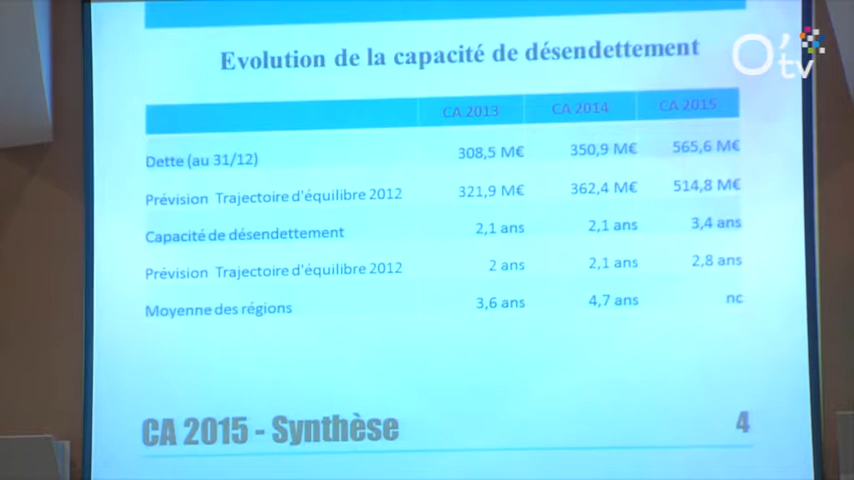 O'tv
Evolution de la capacité de désendettement
CA 2013 CA 2014 CA 2015
Dette (au 31/12) 308,5 M€ 350,9 M€ 565,6 M€
Prévision Trajectoire d'équilibre 2012 321,9 M€ 362,4 M€ 514,8 M€
Capacité de désendettement 2,1 ans 2,1 ans 3,4 ans
Prévision Trajectoire d'équilibre 2012 2 ans 2,1 ans 2,8 ans
Moyenne des régions 3,6 ans 4,7 ans nc
CA 2015 - Synthèse 4